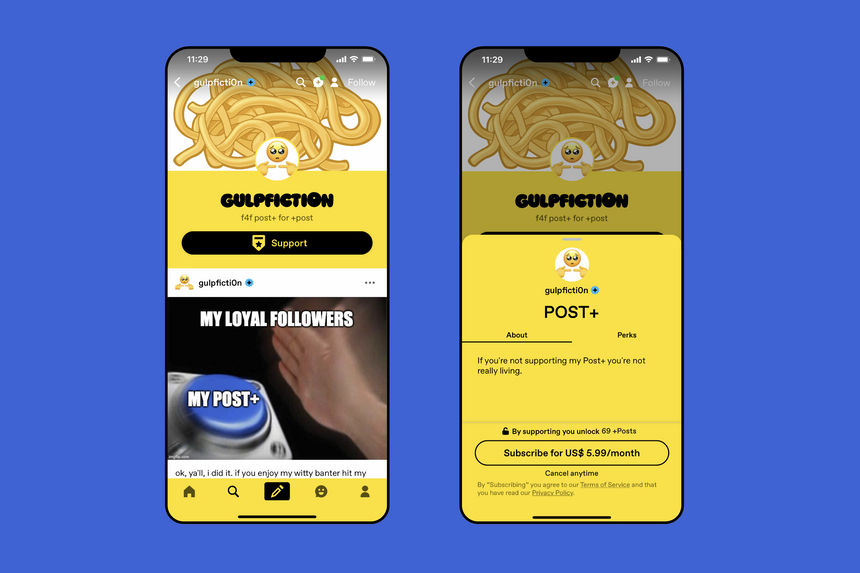 11:29
gulpficti0n
Follow
GULPFICTI0N
f4f post+ for +post
Support
gulpficti0n
MY LOYAL FOLLOWERS
MY POST+
imgflip.com
ok, ya'll, i did it. if you enjoy my witty banter hit my
11:29
gulpficti0n
Follow
GULPFICTI0N
f4f post+ for +post
gulpficti0n
POST+
About
Perks
If you're not supporting my Post+ you're not
really living.
By supporting you unlock 69 +Posts
Subscribe for US$ 5.99/month
Cancel anytime
By "Subscribing" you agree to our Terms of Service and that
you have read our Privacy Policy.